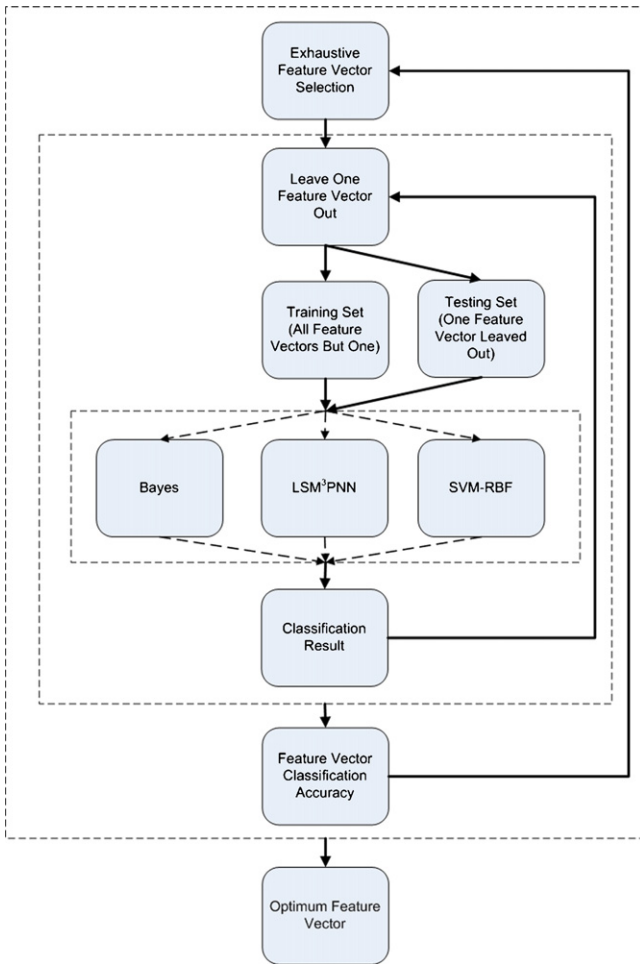 Exhaustive
Feature Vector
Selection
Leave One
Feature Vector
Out
Training Set
(All Feature
Vectors But One)
Testing Set
(One Feature
Vector Leaved
Out)
Bayes
LSM³PNN
SVM-RBF
Classification
Result
Feature Vector
Classification
Accuracy
Optimum Feature
Vector